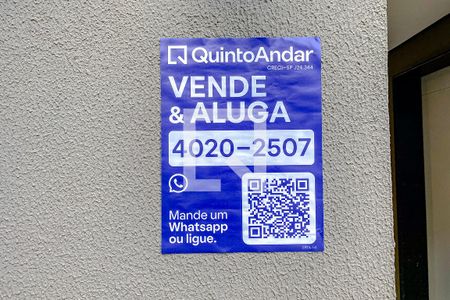 QuintoAndar
CRECI-SP J24.344
VENDE
& ALUGA
4020-2507
Mande um
Whatsapp
ou ligue.